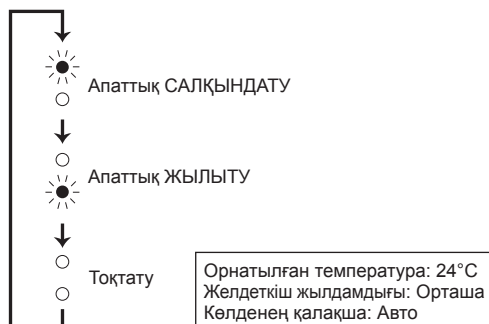 Апаттық САЛҚЫНДАТУ
Апаттық ЖЫЛЫТУ
Тоқтату
Орнатылған температура: 24°C
Желдеткіш жылдамдығы: Орташа
Көлденең қалақша: Авто